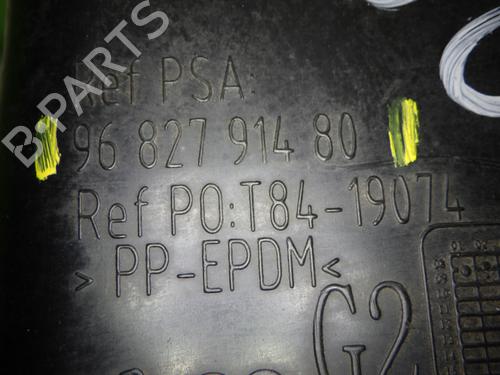 Ref PSA:
96 827 914 80
Ref PO:T84-19074
>PP-EPDM<
G2
B-PARTS